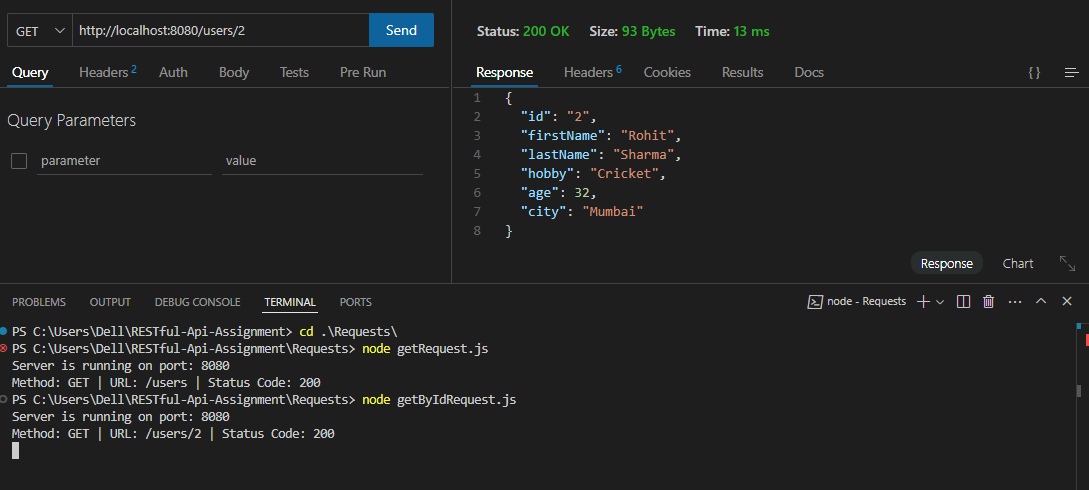 GET http://localhost:8080/users/2 Send
Query Headers 2 Auth Body Tests Pre Run
Query Parameters
parameter value
Status: 200 OK Size: 93 Bytes Time: 13 ms
Response Headers 6 Cookies Results Docs { }
1 {
2 "id": "2",
3 "firstName": "Rohit",
4 "lastName": "Sharma",
5 "hobby": "Cricket",
6 "age": 32,
7 "city": "Mumbai"
8 }
Response Chart
PROBLEMS OUTPUT DEBUG CONSOLE TERMINAL PORTS node - Requests
PS C:\Users\Dell\RESTful-Api-Assignment> cd .\Requests\
PS C:\Users\Dell\RESTful-Api-Assignment\Requests> node getRequest.js
Server is running on port: 8080
Method: GET | URL: /users | Status Code: 200
PS C:\Users\Dell\RESTful-Api-Assignment\Requests> node getByIdRequest.js
Server is running on port: 8080
Method: GET | URL: /users/2 | Status Code: 200